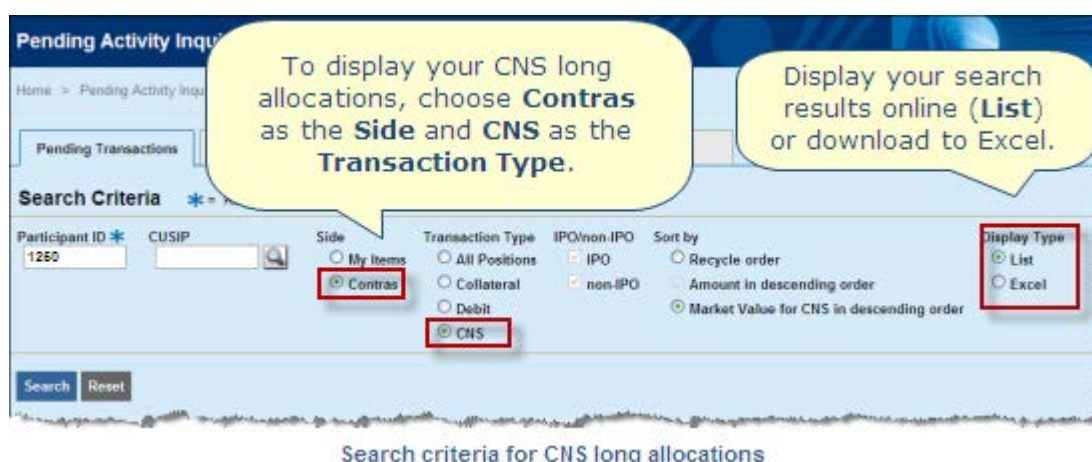 Pending Activity Inqui
To display your CNS long
allocations, choose Contras
as the Side and CNS as the
Transaction Type.
Display your search
results online (List)
or download to Excel.
Home > Pending Activity Inqu
Pending Transactions
Search Criteria * =
Participant ID * CUSIP Side Transaction Type IPO/non-IPO Sort by Display Type
1250 My Items All Positions IPO Recycle order List
Contras Collateral non-IPO Amount in descending order Excel
Debit Market Value for CNS in descending order
CNS
Search Reset
Search criteria for CNS long allocations